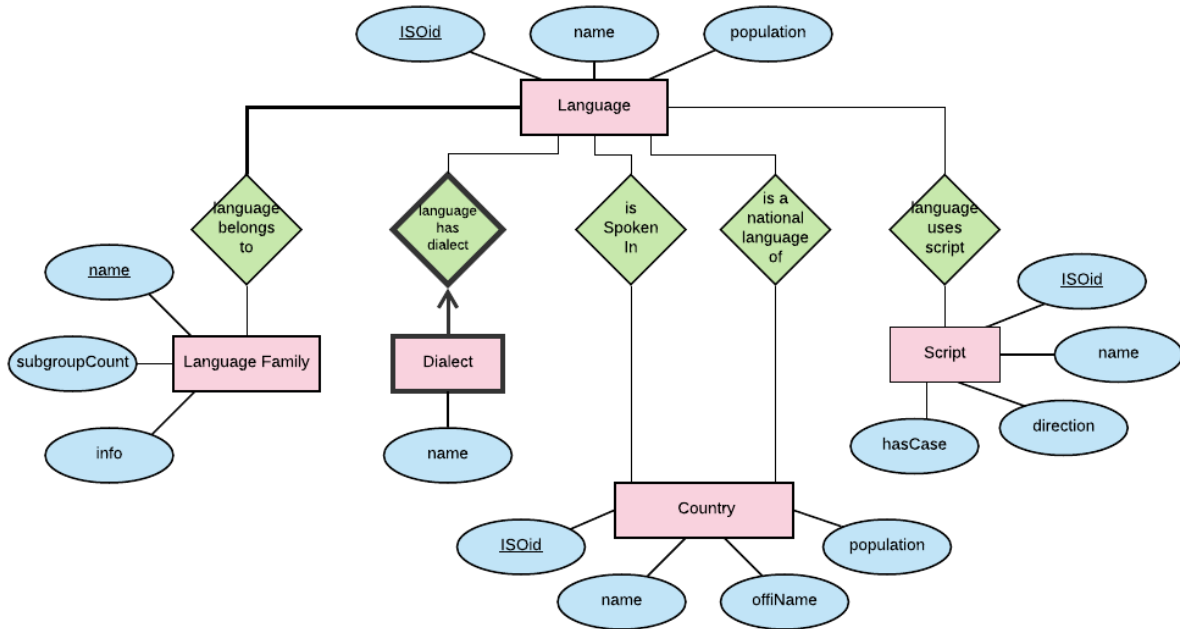 ISOid
name
population
Language
language
belongs
to
language
has
dialect
is
Spoken
In
is a
national
language
of
language
uses
script
name
subgroupCount
info
Language Family
Dialect
name
ISOid
Script
name
direction
hasCase
Country
ISOid
name
offiName
population